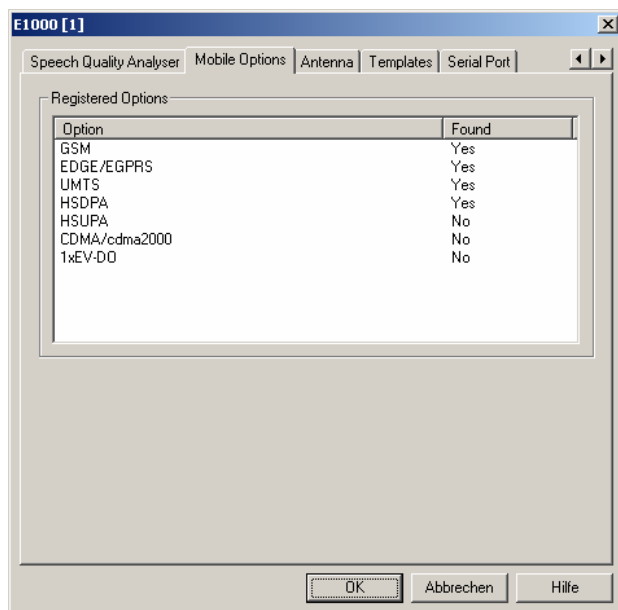 E1000 [1]
Speech Quality Analyser Mobile Options Antenna Templates Serial Port
Registered Options
Option Found
GSM Yes
EDGE/EGPRS Yes
UMTS Yes
HSDPA Yes
HSUPA No
CDMA/cdma2000 No
1xEV-DO No
OK Abbrechen Hilfe